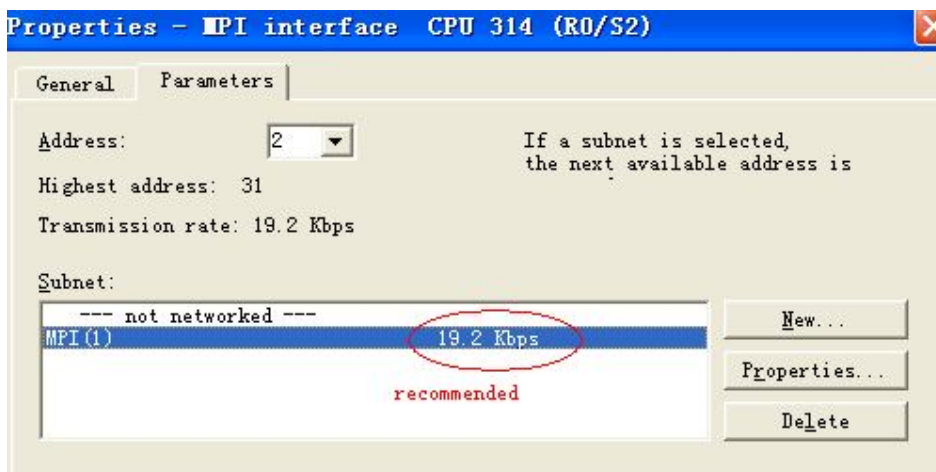 Properties - MPI interface CPU 314 (R0/S2)
General Parameters
Address: 2
If a subnet is selected,
the next available address is
Highest address: 31
Transmission rate: 19.2 Kbps
Subnet:
--- not networked ---
MPI(1) 19.2 Kbps
recommended
New...
Properties...
Delete